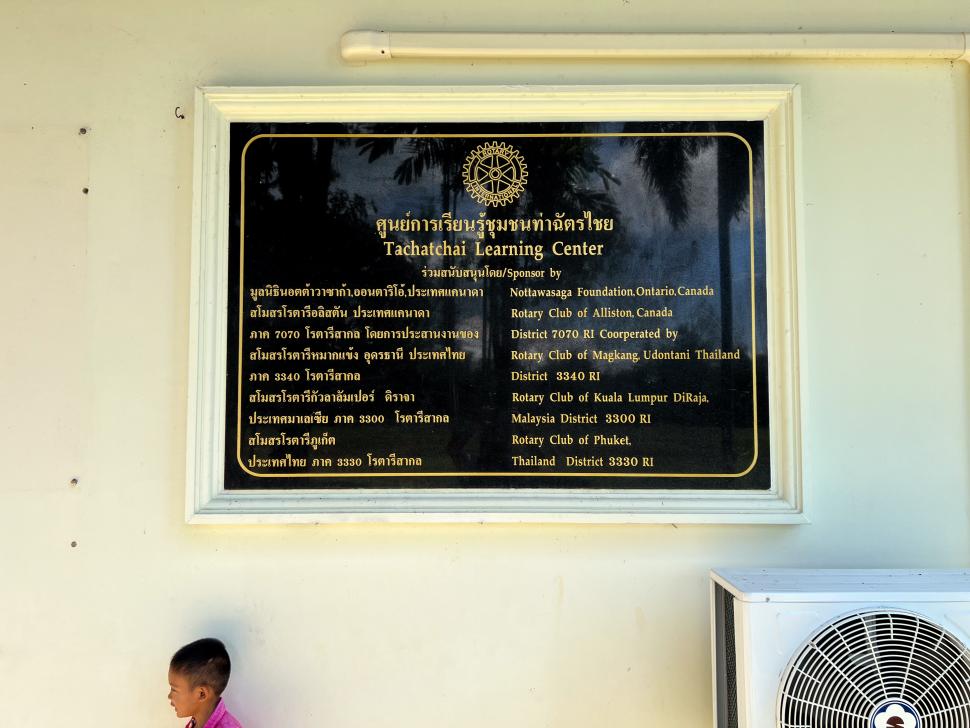 ROTARY
INTERNATIONAL
ศูนย์การเรียนรู้ชุมชนท่าฉัตรไชย
Tachatchai Learning Center
ร่วมสนับสนุนโดย/Sponsor by
มูลนิธินอตต้าวาซาก้า,ออนตาริโอ้,ประเทศแคนาดา Nottawasaga Foundation,Ontario,Canada
สโมสรโรตารีอลิสตัน ประเทศแคนาดา Rotary Club of Alliston, Canada
ภาค 7070 โรตารีสากล โดยการประสานงานของ District 7070 RI Coorperated by
สโมสรโรตารีหมากแข้ง อุดรธานี ประเทศไทย Rotary Club of Magkang, Udontani Thailand
ภาค 3340 โรตารีสากล District 3340 RI
สโมสรโรตารีกัวลาลัมเปอร์ ดิราจา Rotary Club of Kuala Lumpur DiRaja,
ประเทศมาเลเซีย ภาค 3300 โรตารีสากล Malaysia District 3300 RI
สโมสรโรตารีภูเก็ต Rotary Club of Phuket,
ประเทศไทย ภาค 3330 โรตารีสากล Thailand District 3330 RI